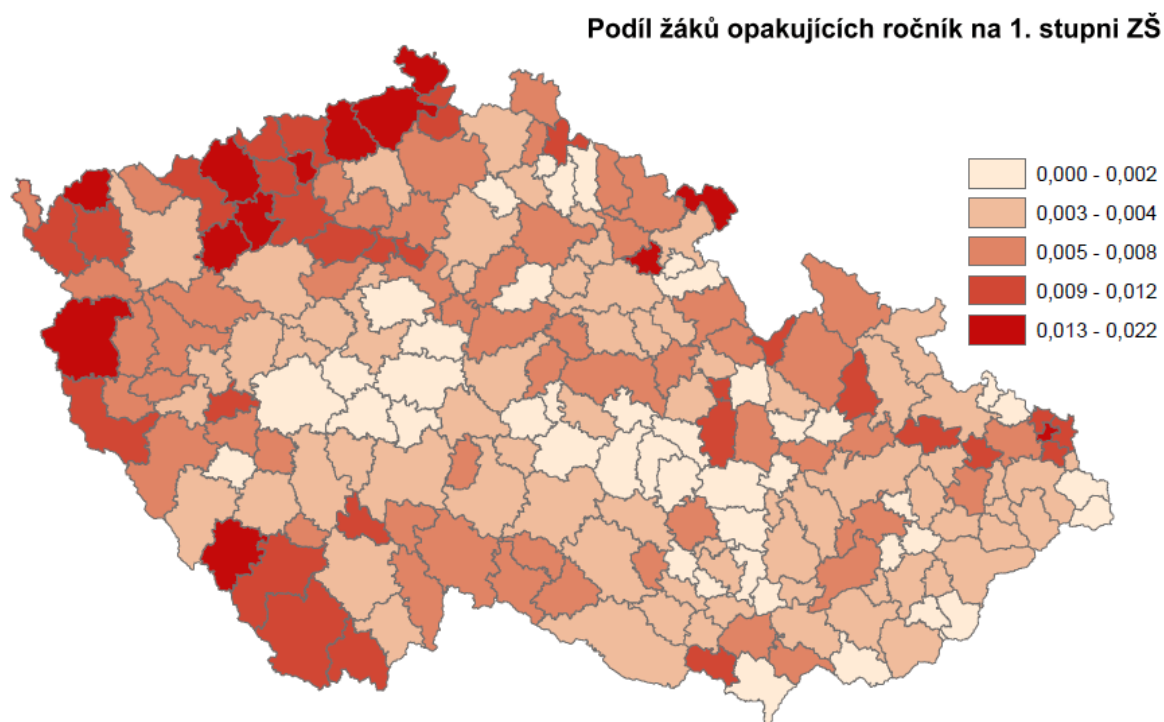 Podíl žáků opakujících ročník na 1. stupni ZŠ
0,000 - 0,002
0,003 - 0,004
0,005 - 0,008
0,009 - 0,012
0,013 - 0,022